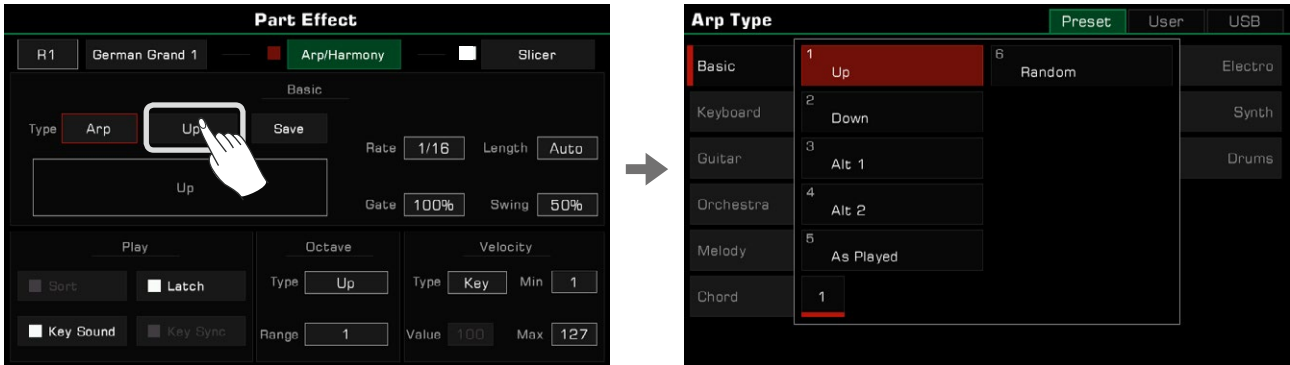 Part Effect
R1 German Grand 1 Arp/Harmony Slicer
Basic
Type Arp Up Save
Rate 1/16 Length Auto
Up
Gate 100% Swing 50%
Play
Sort Latch
Key Sound Key Sync
Octave
Type Up
Range 1
Velocity
Type Key Min 1
Value 100 Max 127
Arp Type Preset User USB
Basic
Keyboard
Guitar
Orchestra
Melody
Chord
1 Up
2 Down
3 Alt 1
4 Alt 2
5 As Played
6 Random
1
Electro
Synth
Drums